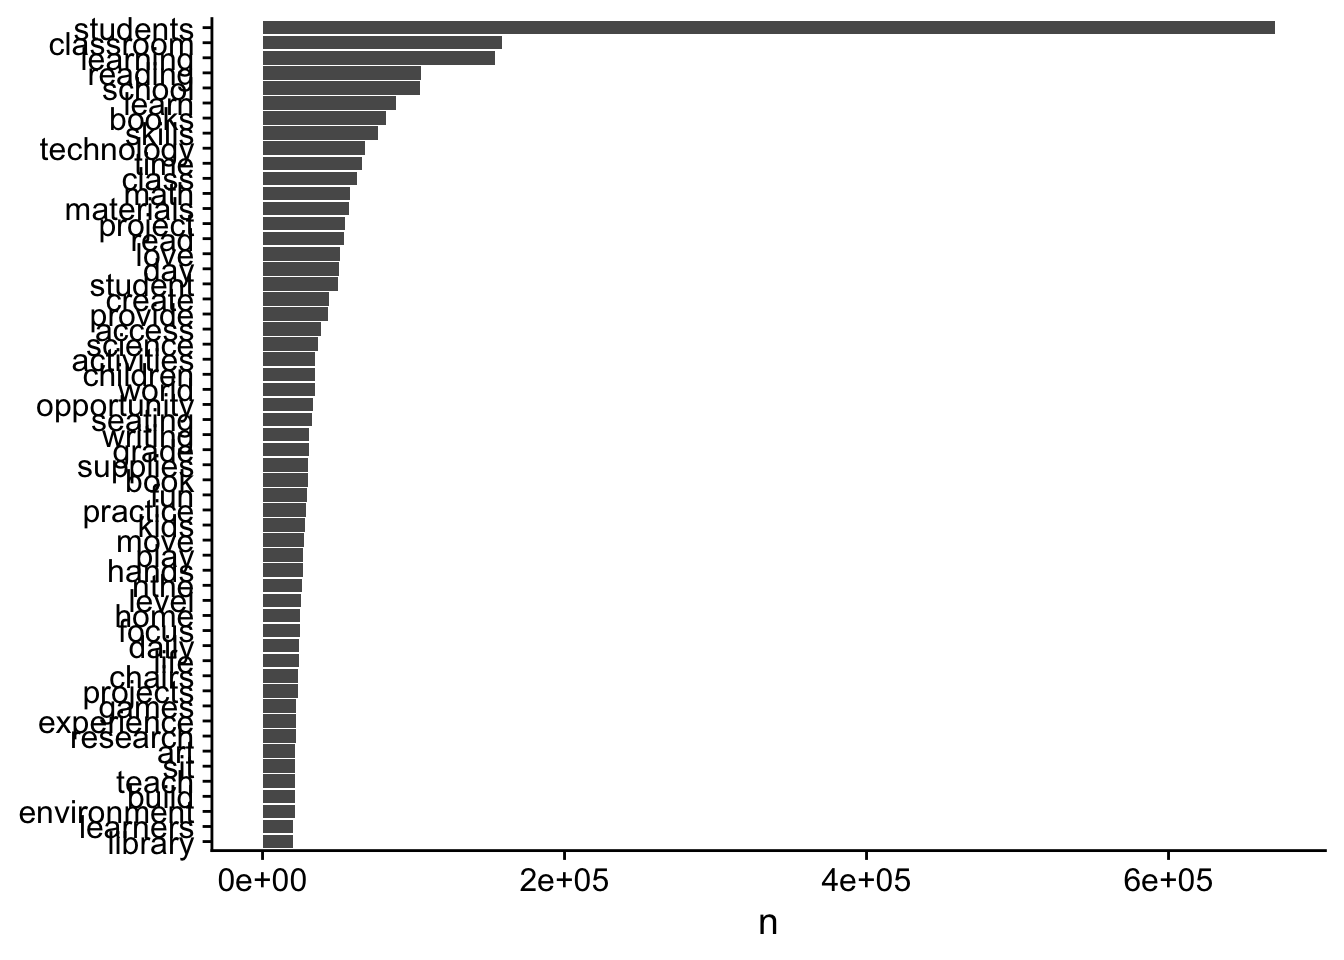 students
classroom
learning
reading
school
learn
books
skills
technology
time
class
math
materials
project
read
love
day
student
create
provide
access
science
activities
children
world
opportunity
seating
writing
grade
supplies
book
fun
practice
kids
move
play
hands
nthe
level
home
focus
daily
life
chairs
projects
games
experience
research
art
sit
teach
build
environment
learners
library
0e+00 2e+05 4e+05 6e+05
n